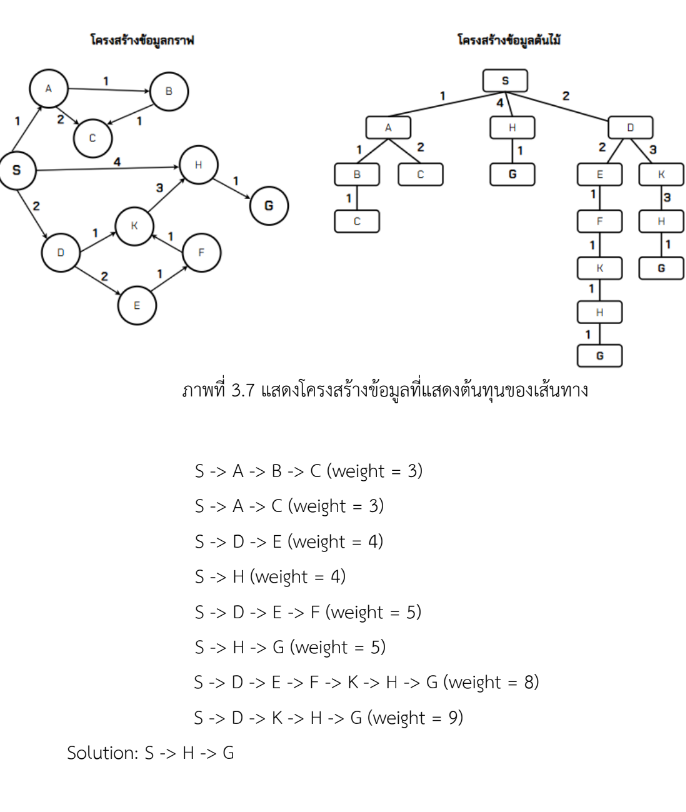 โครงสร้างข้อมูลกราฟ
1
A
B
1
2
1
C
S
4
H
3
1
G
2
K
1
1
D
F
2
1
E
โครงสร้างข้อมูลต้นไม้
S
1
4
2
A
H
D
1
2
1
2
3
B
C
G
E
K
1
1
3
C
F
H
1
1
K
G
1
H
1
G
ภาพที่ 3.7 แสดงโครงสร้างข้อมูลที่แสดงต้นทุนของเส้นทาง
S -> A -> B -> C (weight = 3)
S -> A -> C (weight = 3)
S -> D -> E (weight = 4)
S -> H (weight = 4)
S -> D -> E -> F (weight = 5)
S -> H -> G (weight = 5)
S -> D -> E -> F -> K -> H -> G (weight = 8)
S -> D -> K -> H -> G (weight = 9)
Solution: S -> H -> G